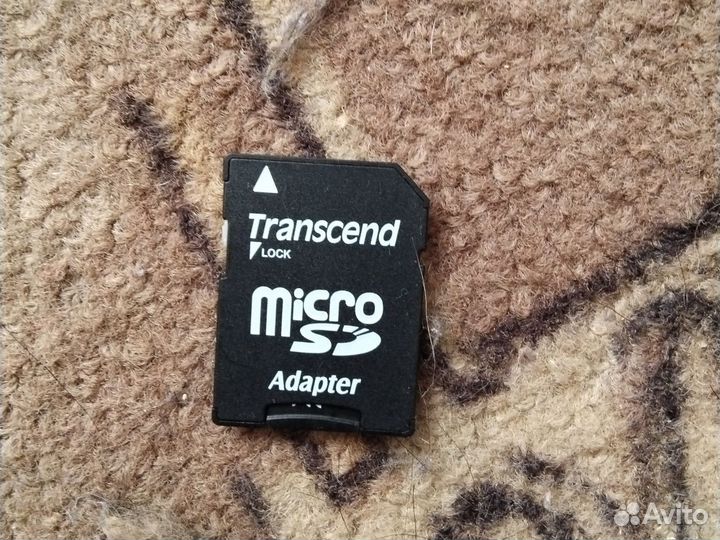 Transcend
LOCK
micro
SD
Adapter
Avito